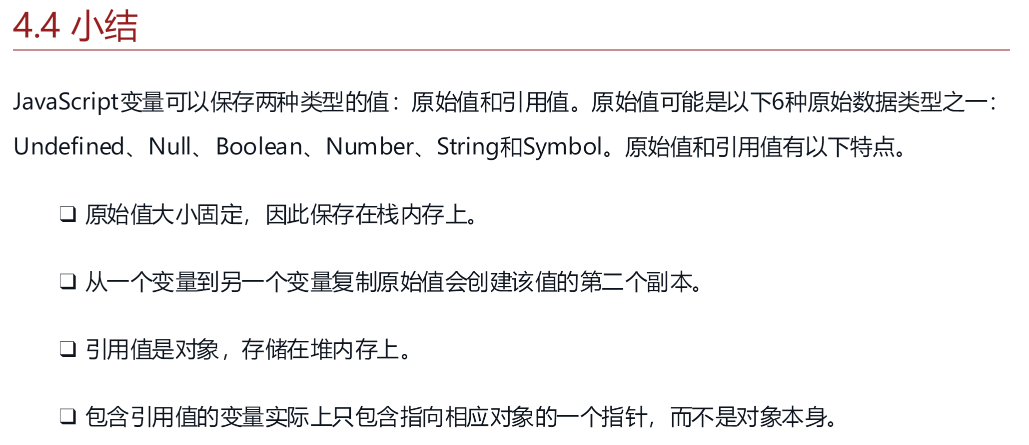 4.4 小结
JavaScript变量可以保存两种类型的值：原始值和引用值。原始值可能是以下6种原始数据类型之一：
Undefined、Null、Boolean、Number、String和Symbol。原始值和引用值有以下特点。
❑ 原始值大小固定，因此保存在栈内存上。
❑ 从一个变量到另一个变量复制原始值会创建该值的第二个副本。
❑ 引用值是对象，存储在堆内存上。
❑ 包含引用值的变量实际上只包含指向相应对象的一个指针，而不是对象本身。